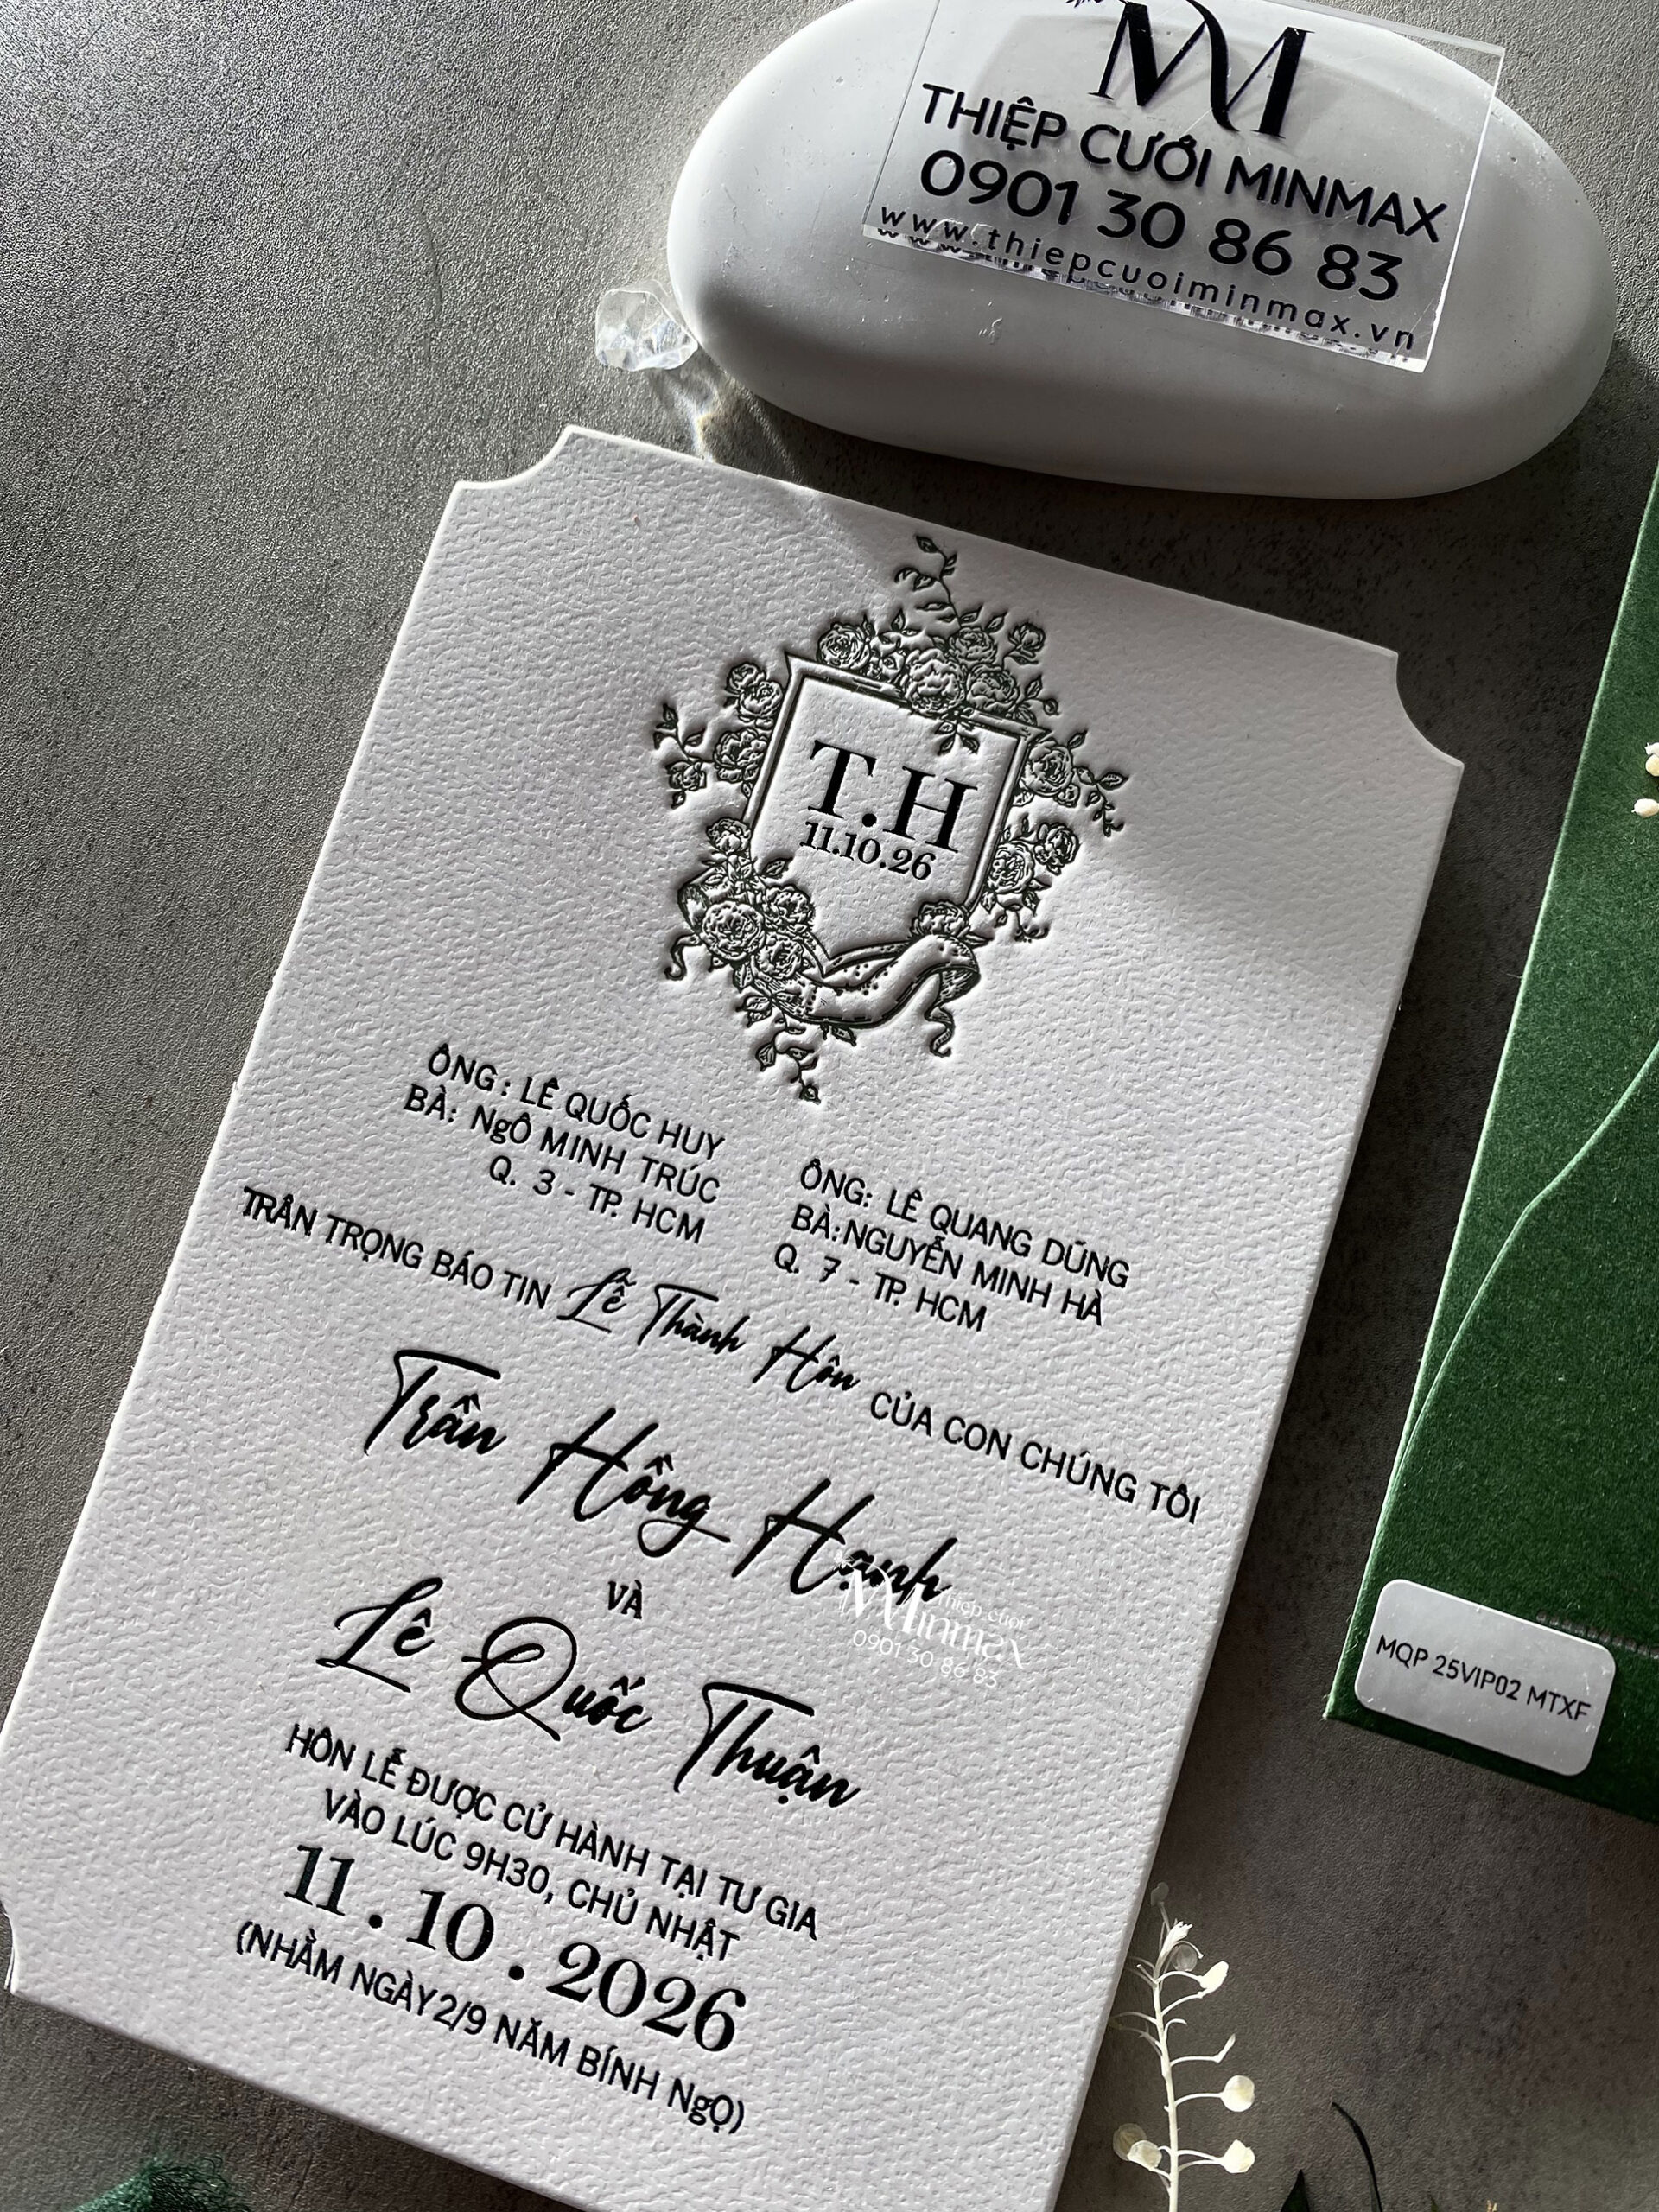 M
THIỆP CƯỚI MINMAX
0901 30 86 83
www.thiepcuoiminmax.vn
T.H
11.10.26
ÔNG : LÊ QUỐC HUY
BÀ: NgÔ MINH TRÚC
Q. 3 - TP. HCM
ÔNG: LÊ QUANG DŨNG
BÀ:NGUYỄN MINH HÀ
Q. 7 - TP. HCM
TRÂN TRỌNG BÁO TIN Lễ Thành Hôn CỦA CON CHÚNG TÔI
Trần Hồng Hạnh
VÀ
Lê Quốc Thuận
thiệp cưới
Minmax
0901 30 86 83
HÔN LỄ ĐƯỢC CỬ HÀNH TẠI TƯ GIA
VÀO LÚC 9H30, CHỦ NHẬT
11 . 10 . 2026
(NHẰM NGÀY 2/9 NĂM BÍNH NgỌ)
MQP 25VIP02 MTXF